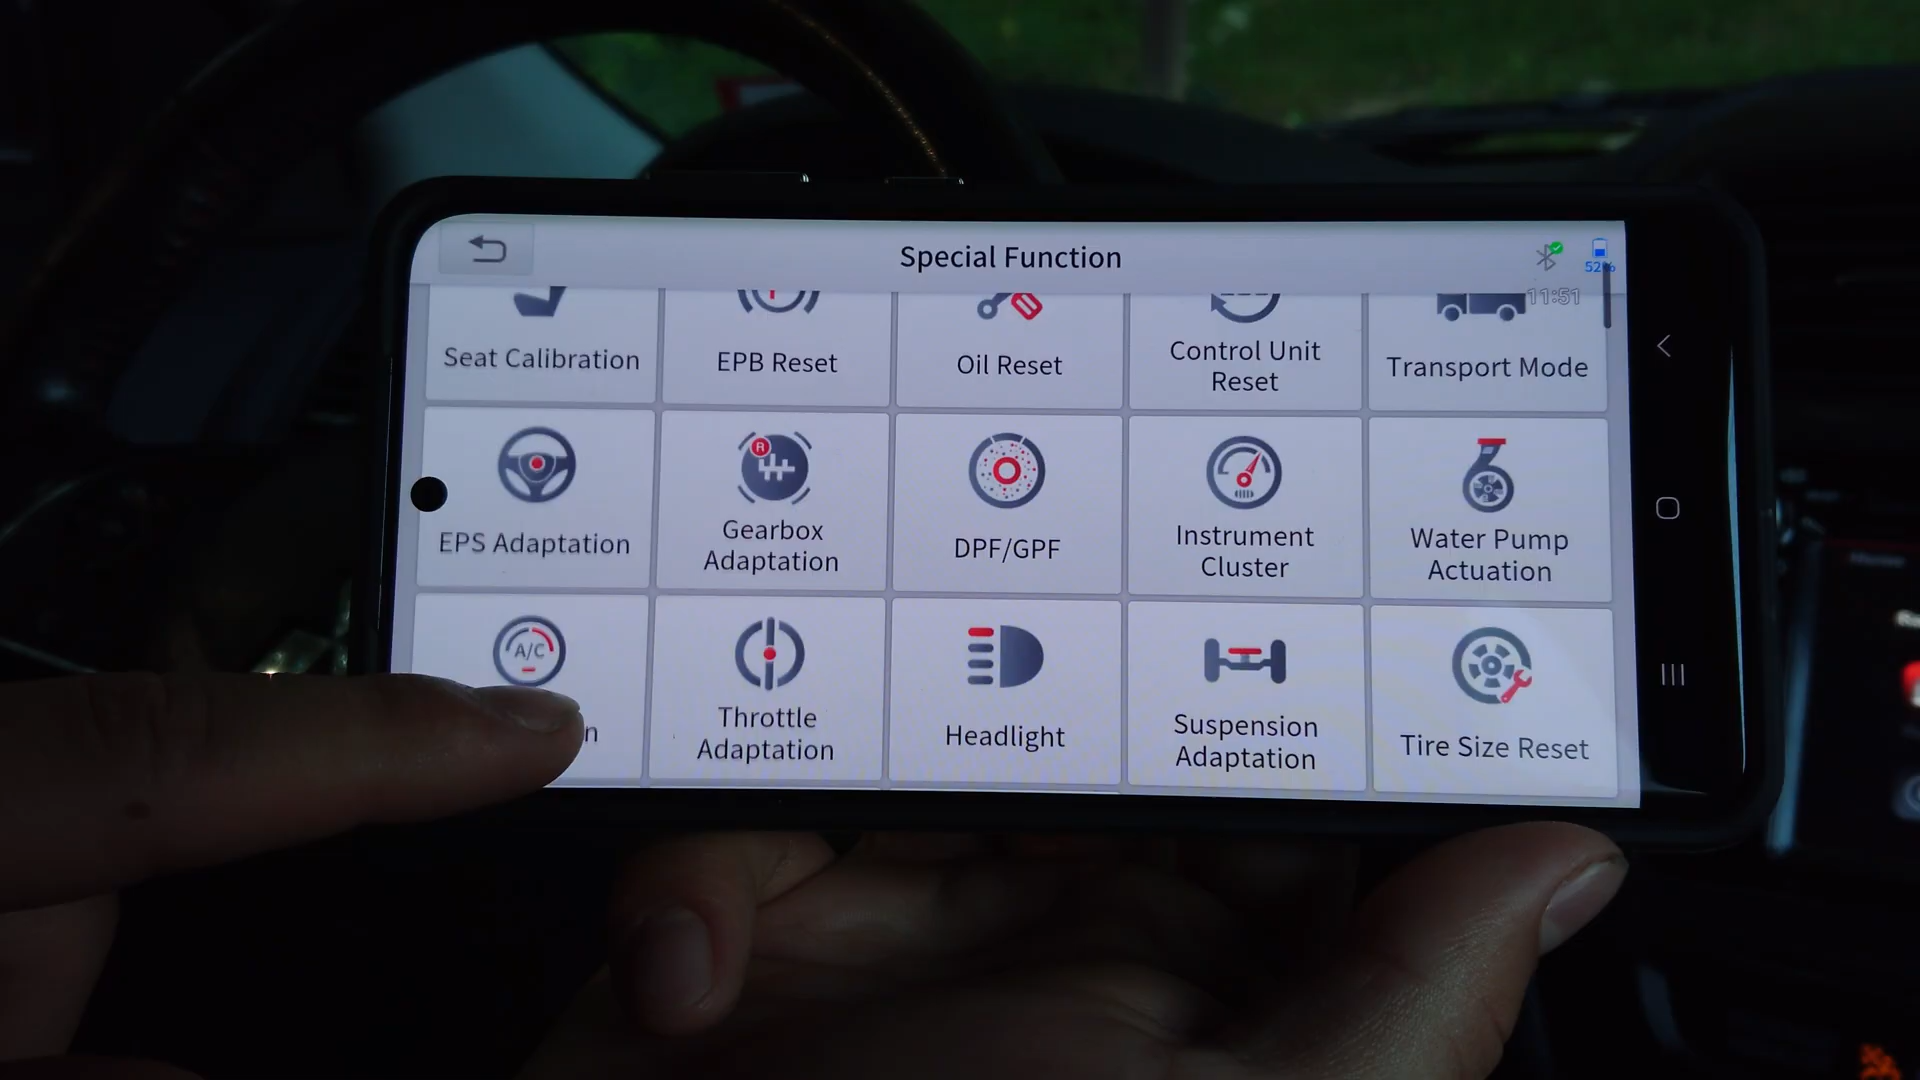 Special Function
52%
11:51
Seat Calibration
EPB Reset
Oil Reset
Control Unit
Reset
Transport Mode
EPS Adaptation
R
Gearbox
Adaptation
DPF/GPF
Instrument
Cluster
Water Pump
Actuation
A/C
n
Throttle
Adaptation
Headlight
Suspension
Adaptation
Tire Size Reset